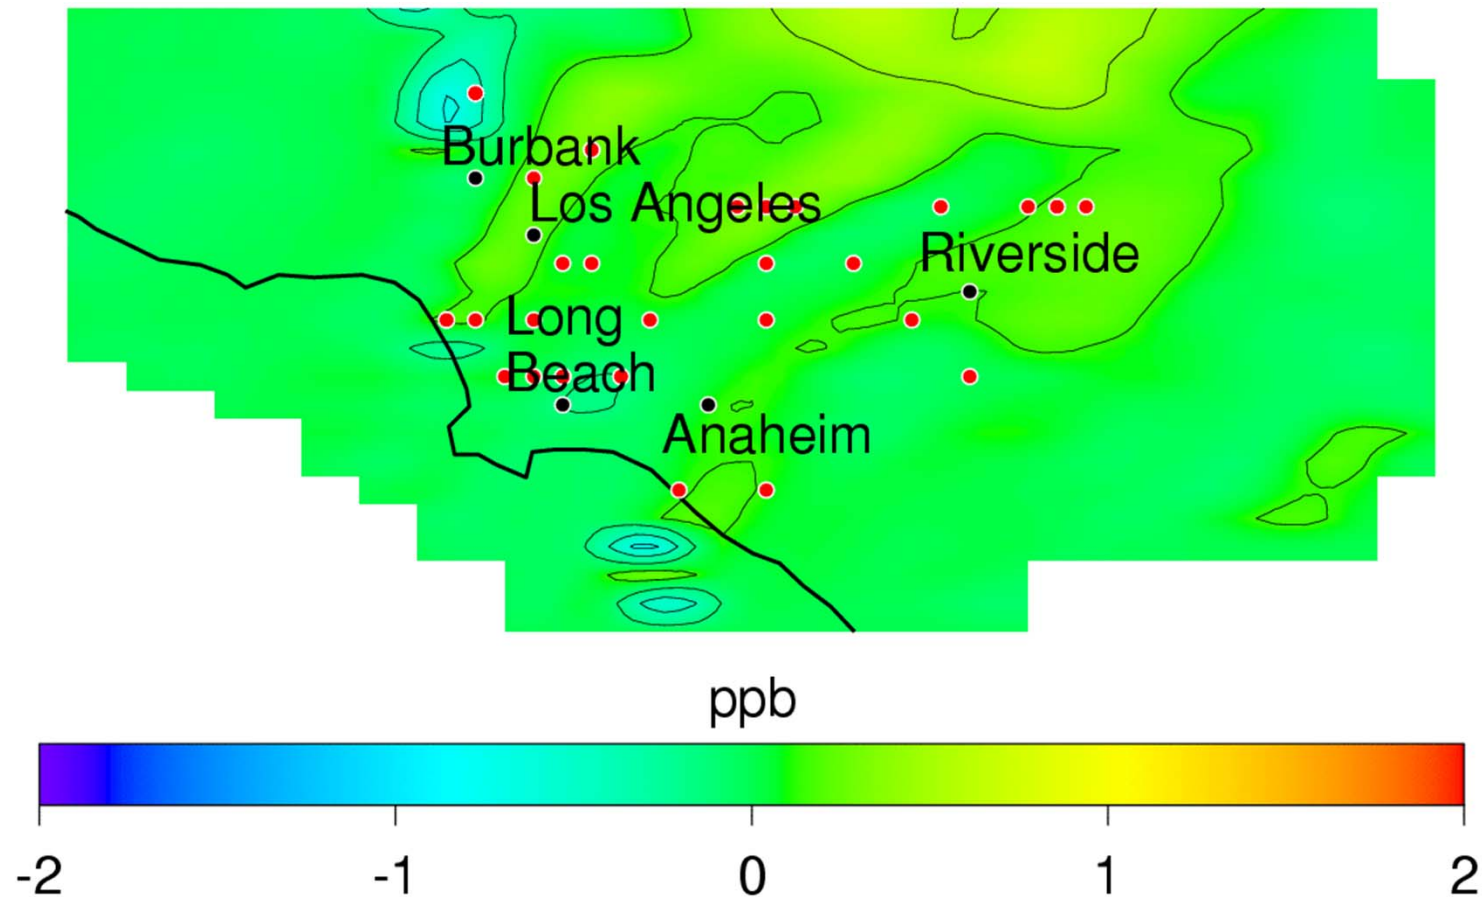 Burbank
Los Angeles
Riverside
Long
Beach
Anaheim
ppb
-2 -1 0 1 2